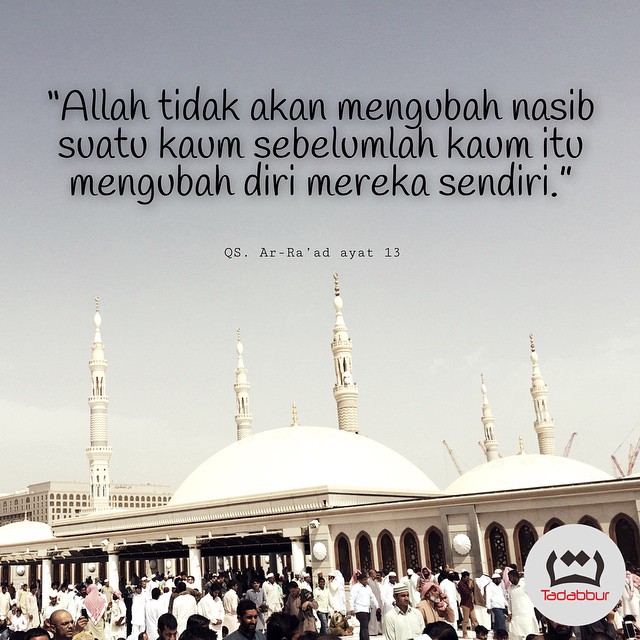 "Allah tidak akan mengubah nasib
suatu kaum sebelumlah kaum itu
mengubah diri mereka sendiri."
QS. Ar-Ra'ad ayat 13
Tadabbur